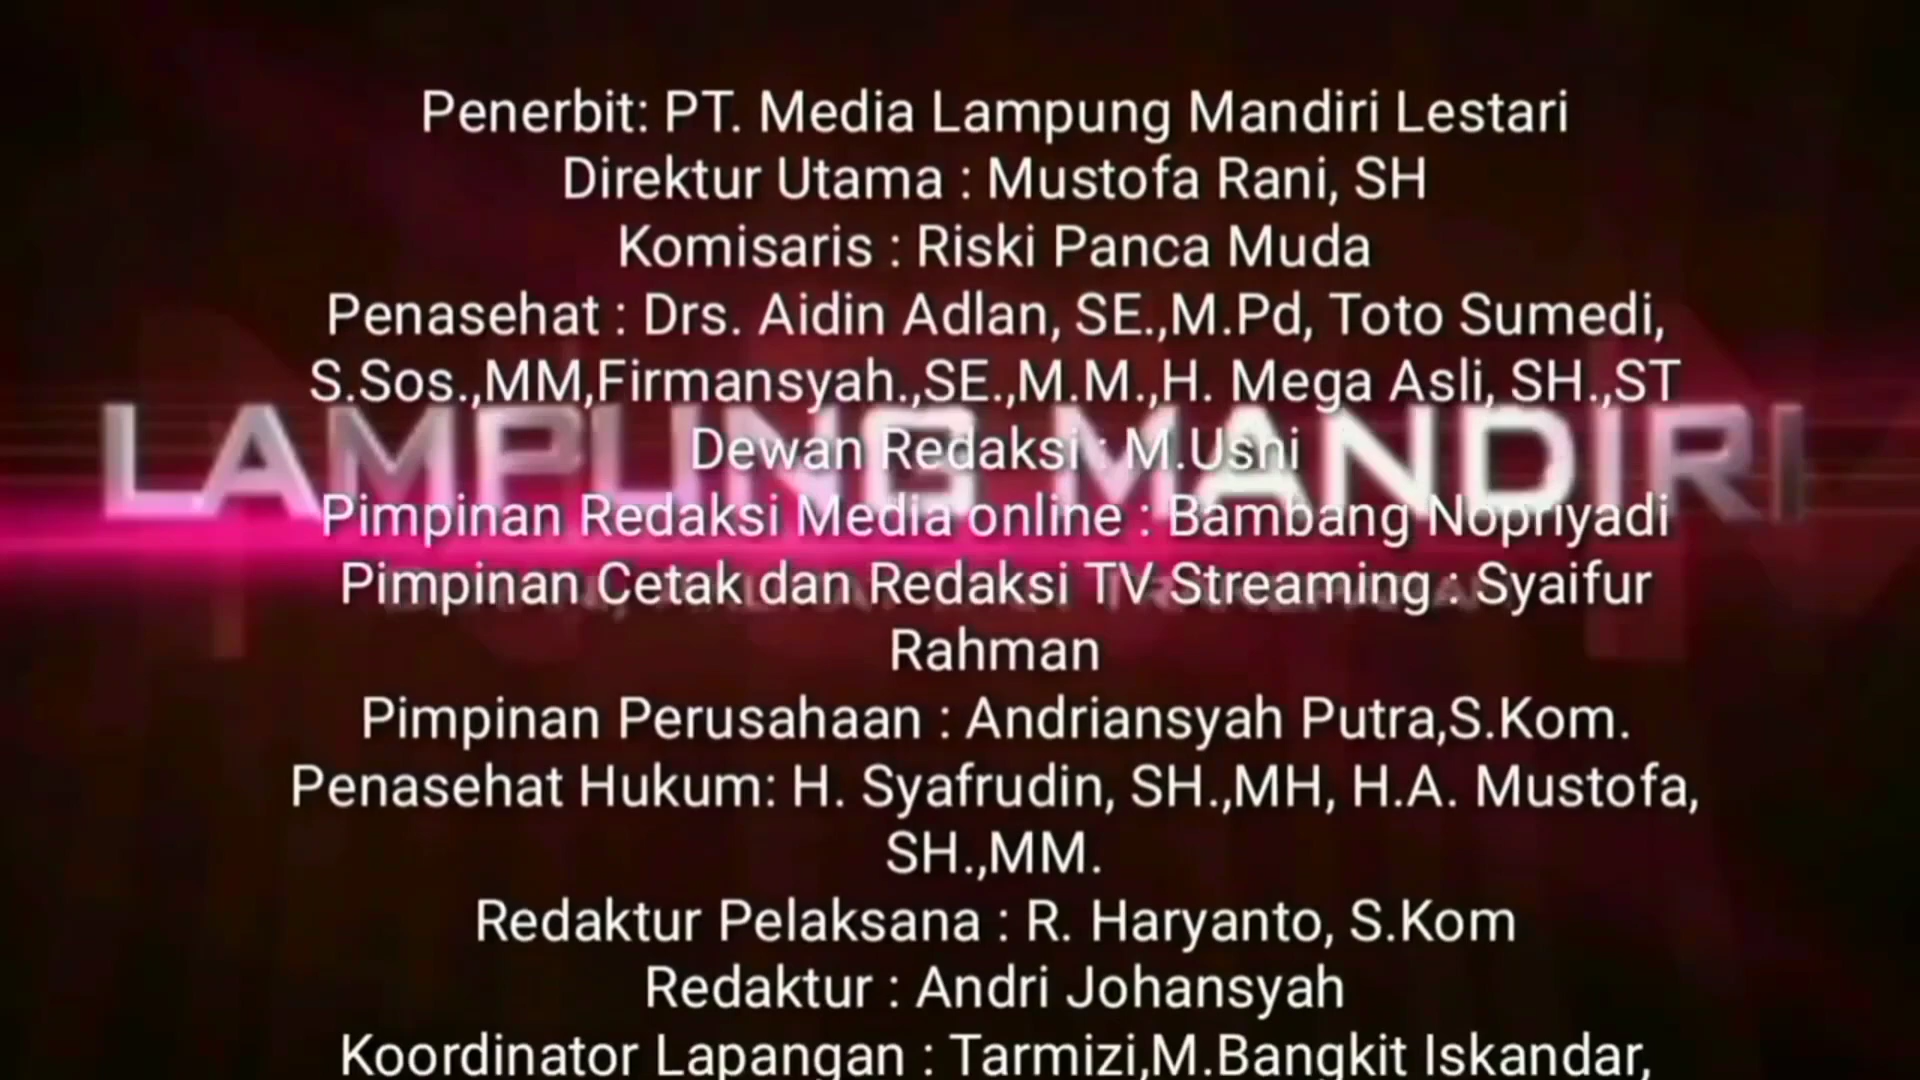 Penerbit: PT. Media Lampung Mandiri Lestari
Direktur Utama : Mustofa Rani, SH
Komisaris : Riski Panca Muda
Penasehat : Drs. Aidin Adlan, SE.,M.Pd, Toto Sumedi,
S.Sos.,MM,Firmansyah.,SE.,M.M.,H. Mega Asli, SH.,ST
LAMPUNG MANDIRI
Dewan Redaksi : M.Usni
Pimpinan Redaksi Media online : Bambang Nopriyadi
Pimpinan Cetak dan Redaksi TV Streaming : Syaifur
Rahman
Pimpinan Perusahaan : Andriansyah Putra,S.Kom.
Penasehat Hukum: H. Syafrudin, SH.,MH, H.A. Mustofa,
SH.,MM.
Redaktur Pelaksana : R. Haryanto, S.Kom
Redaktur : Andri Johansyah
Koordinator Lapangan : Tarmizi,M.Bangkit Iskandar,